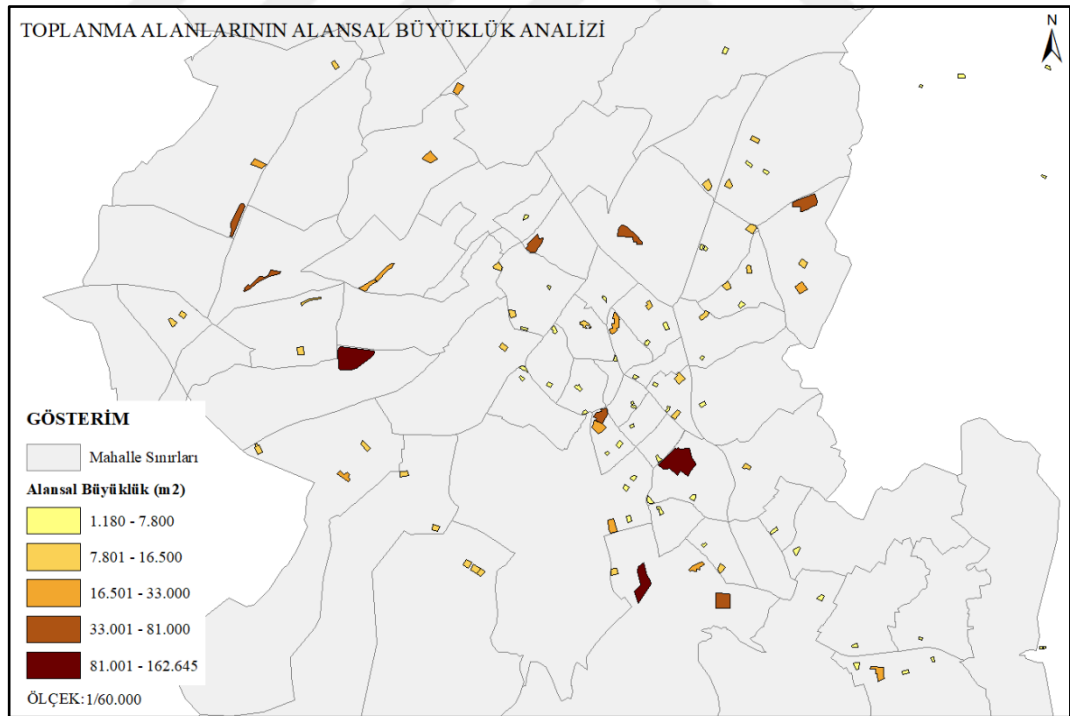 TOPLANMA ALANLARININ ALANSAL BÜYÜKLÜK ANALİZİ
N
GÖSTERİM
Mahalle Sınırları
Alansal Büyüklük (m2)
1.180 - 7.800
7.801 - 16.500
16.501 - 33.000
33.001 - 81.000
81.001 - 162.645
ÖLÇEK:1/60.000